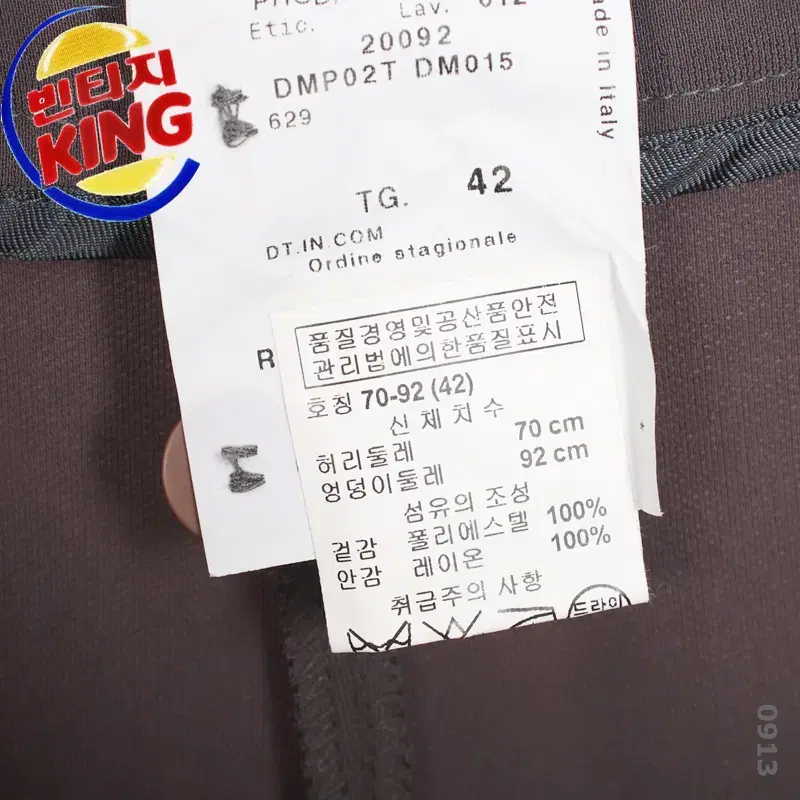 빈티지
KING
Lav. 012
Etic.
20092
DMP02T DM015
629
Made in Italy
TG. 42
DT.IN.COM
Ordine stagionale
R
품질경영및공산품안전
관리법에의한품질표시
호칭 70-92 (42)
신체치수
허리둘레 70 cm
엉덩이둘레 92 cm
섬유의 조성
겉감 폴리에스텔 100%
안감 레이온 100%
취급주의 사항
드라이
0913